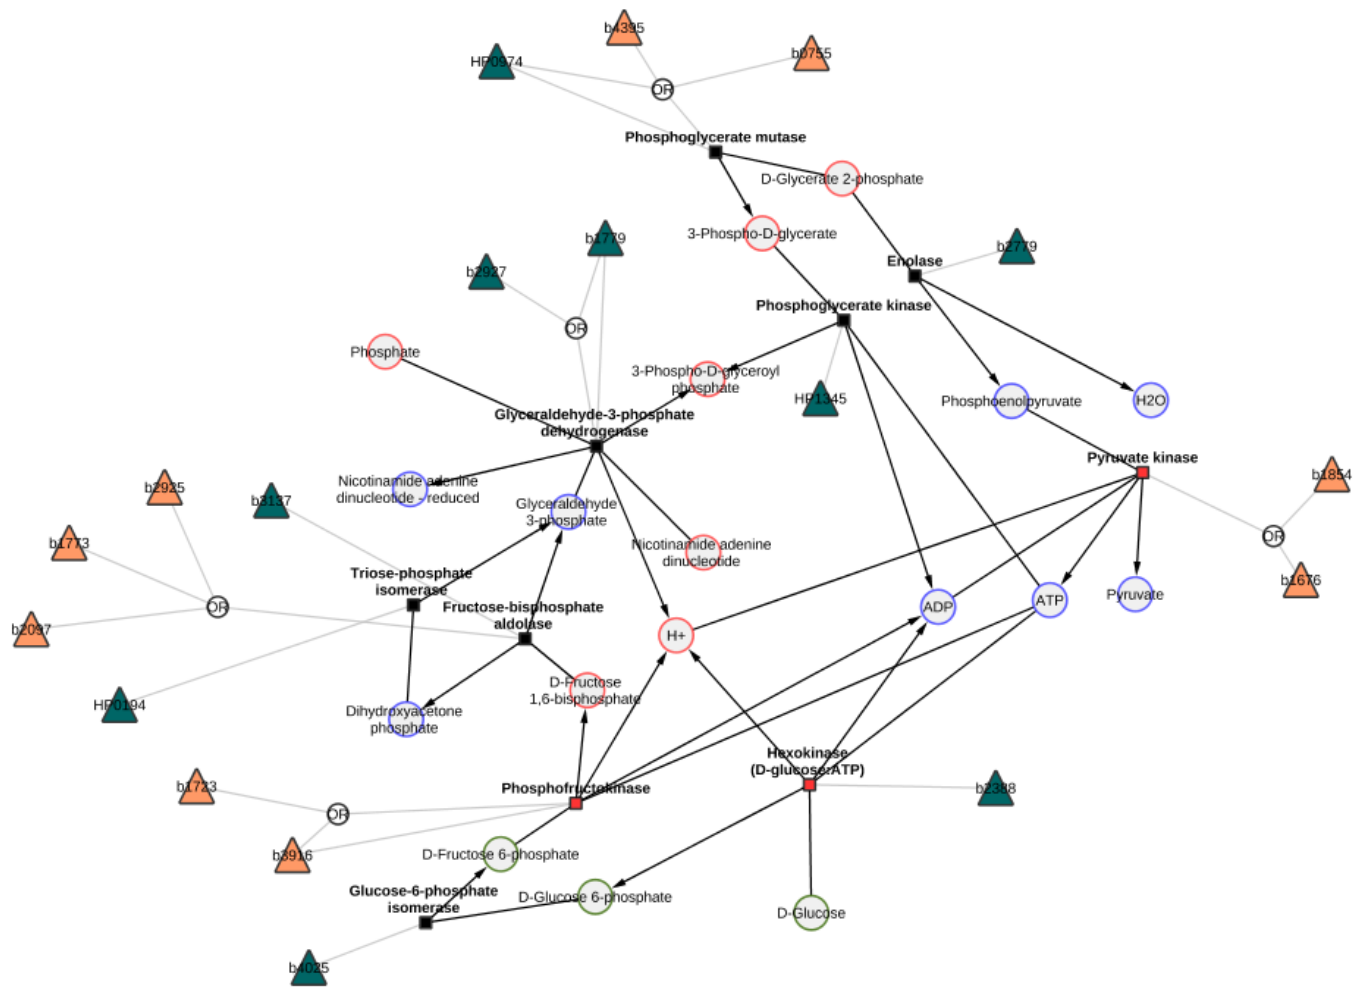 b4395
b0755
HP0974
OR
Phosphoglycerate mutase
D-Glycerate 2-phosphate
3-Phospho-D-glycerate
b1779
b2779
b2927
Enolase
Phosphoglycerate kinase
OR
Phosphate
3-Phospho-D-glyceroyl
phosphate
HP1345
Phosphoenolpyruvate
H2O
Glyceraldehyde-3-phosphate
dehydrogenase
Pyruvate kinase
b1854
b2925
b3137
Nicotinamide adenine
dinucleotide - reduced
Glyceraldehyde
3-phosphate
b1773
Nicotinamide adenine
dinucleotide
OR
b1676
Triose-phosphate
isomerase
Fructose-bisphosphate
aldolase
OR
b2097
ADP
ATP
Pyruvate
H+
D-Fructose
1,6-bisphosphate
HP0194
Dihydroxyacetone
phosphate
Hexokinase
(D-glucose:ATP)
b1723
Phosphofructokinase
b2388
OR
b3916
D-Fructose 6-phosphate
Glucose-6-phosphate
isomerase
D-Glucose 6-phosphate
D-Glucose
b4025